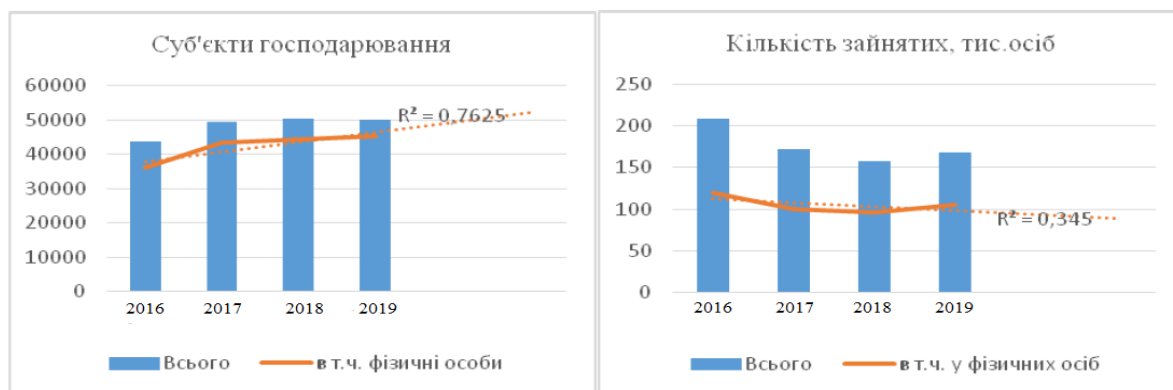 Суб'єкти господарювання
60000
50000
40000
30000
20000
10000
0
R² = 0,7625
2016 2017 2018 2019
Всього в т.ч. фізичні особи
Кількість зайнятих, тис.осіб
250
200
150
100
50
0
R² = 0,345
2016 2017 2018 2019
Всього в т.ч. у фізичних осіб